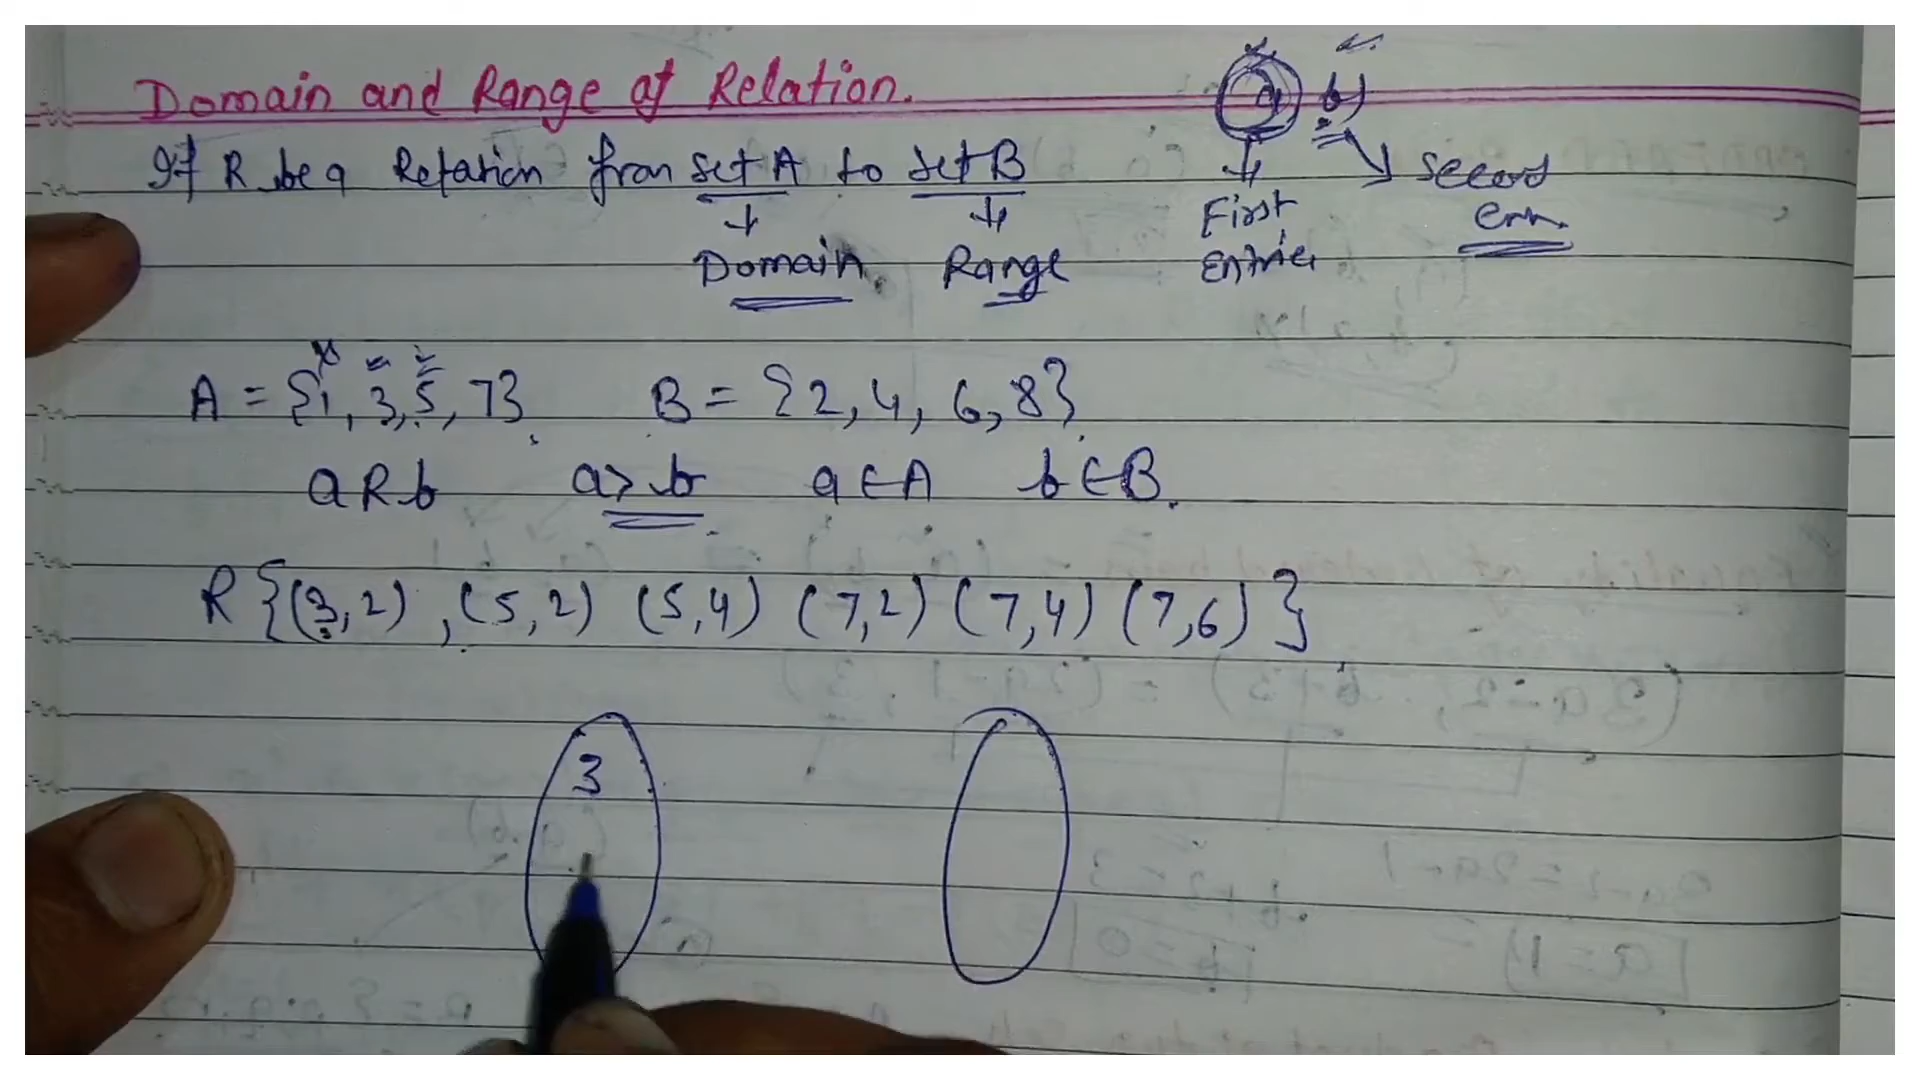 Domain and Range of Relation.
(a, b)
If R be a Relation from set A to set B
First Entries
Second
Domain Range
A = {1, 3, 5, 7} B = {2, 4, 6, 8}
a R b a > b a ∈ A b ∈ B.
R {(3,2), (5,2) (5,4) (7,2) (7,4) (7,6)}
3